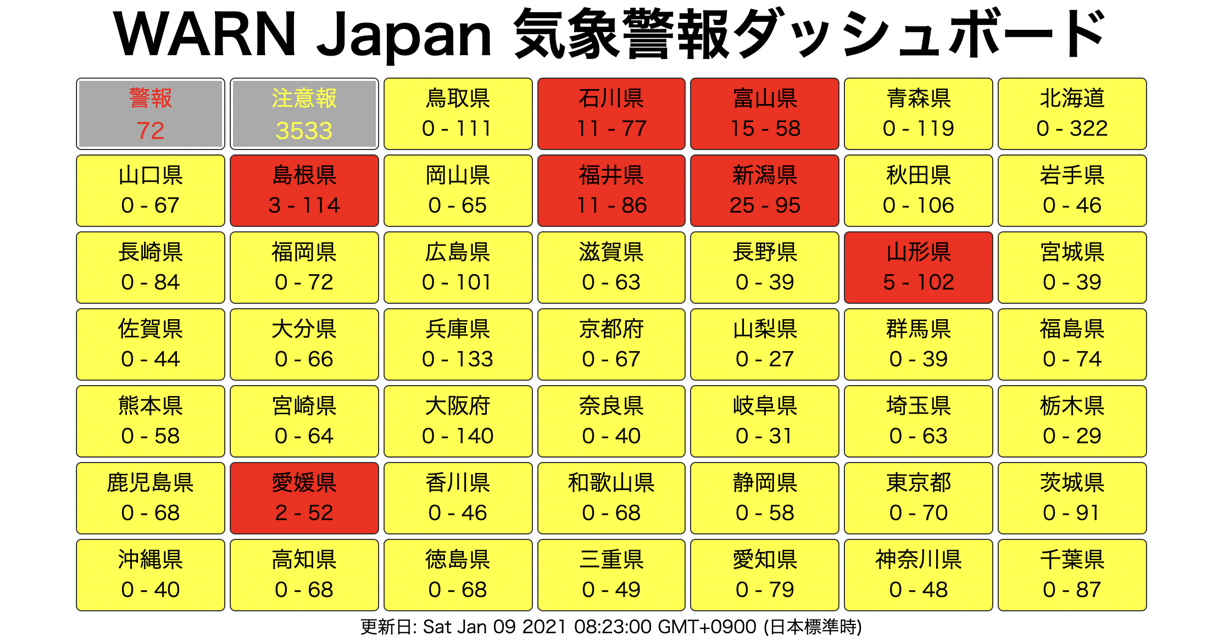 WARN Japan 気象警報ダッシュボード
警報
72
注意報
3533
鳥取県
0 - 111
石川県
11 - 77
富山県
15 - 58
青森県
0 - 119
北海道
0 - 322
山口県
0 - 67
島根県
3 - 114
岡山県
0 - 65
福井県
11 - 86
新潟県
25 - 95
秋田県
0 - 106
岩手県
0 - 46
長崎県
0 - 84
福岡県
0 - 72
広島県
0 - 101
滋賀県
0 - 63
長野県
0 - 39
山形県
5 - 102
宮城県
0 - 39
佐賀県
0 - 44
大分県
0 - 66
兵庫県
0 - 133
京都府
0 - 67
山梨県
0 - 27
群馬県
0 - 39
福島県
0 - 74
熊本県
0 - 58
宮崎県
0 - 64
大阪府
0 - 140
奈良県
0 - 40
岐阜県
0 - 31
埼玉県
0 - 63
栃木県
0 - 29
鹿児島県
0 - 68
愛媛県
2 - 52
香川県
0 - 46
和歌山県
0 - 68
静岡県
0 - 58
東京都
0 - 70
茨城県
0 - 91
沖縄県
0 - 40
高知県
0 - 68
徳島県
0 - 68
三重県
0 - 49
愛知県
0 - 79
神奈川県
0 - 48
千葉県
0 - 87
更新日: Sat Jan 09 2021 08:23:00 GMT+0900 (日本標準時)